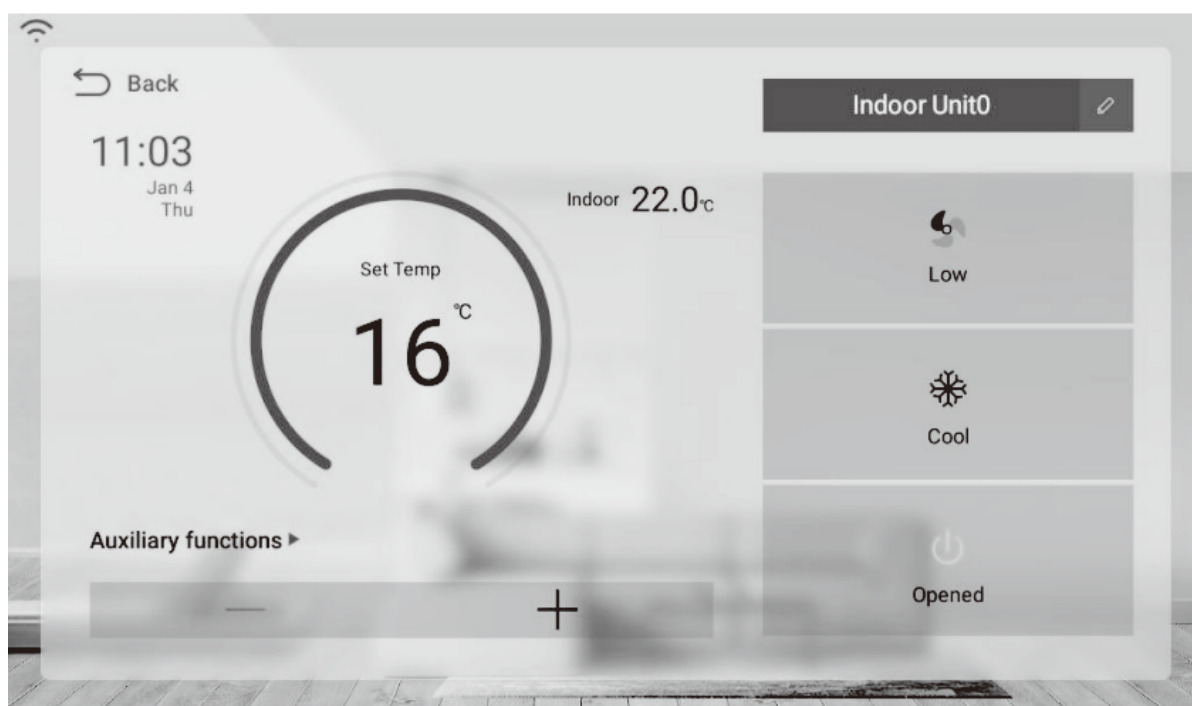 Back
Indoor Unit0
11:03
Jan 4
Thu
Indoor 22.0℃
Set Temp
16 ℃
Low
Cool
Auxiliary functions
Opened